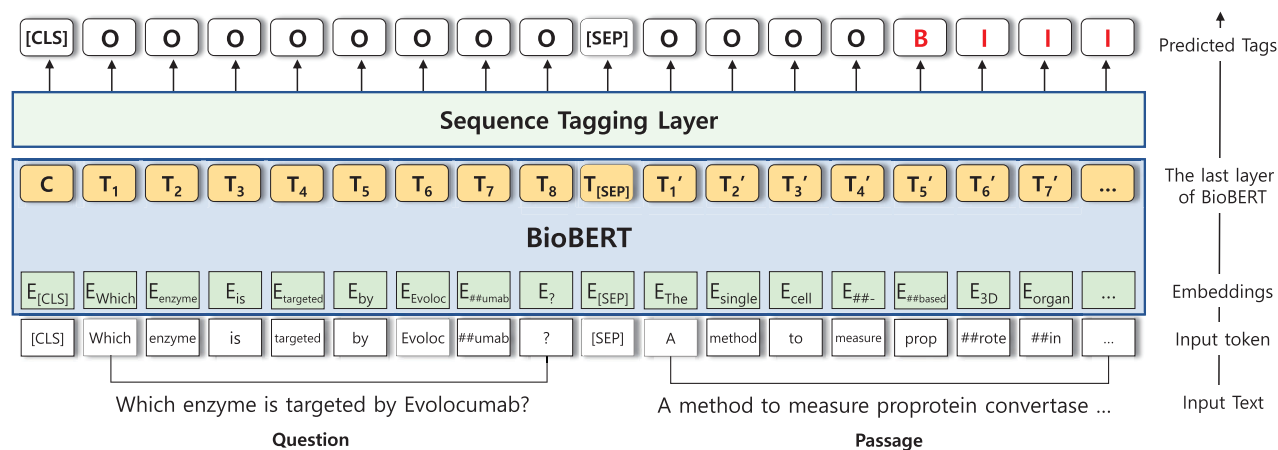 [CLS] O O O O O O O O [SEP] O O O O B I I I
Predicted Tags
Sequence Tagging Layer
C T1 T2 T3 T4 T5 T6 T7 T8 T[SEP] T1’ T2’ T3’ T4’ T5’ T6’ T7’ ...
The last layer
of BioBERT
BioBERT
E[CLS] EWhich Eenzyme Eis Etargeted Eby EEvoloc E##umab E? E[SEP] EThe Esingle Ecell E##- E##based E3D Eorgan ...
Embeddings
[CLS] Which enzyme is targeted by Evoloc ##umab ? [SEP] A method to measure prop ##rote ##in ...
Input token
Which enzyme is targeted by Evolocumab?
A method to measure proprotein convertase ...
Input Text
Question
Passage